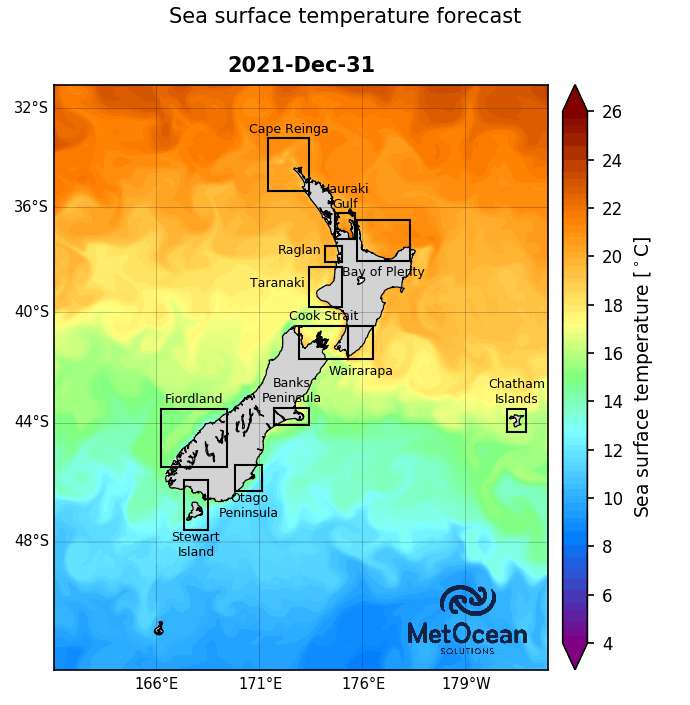 Sea surface temperature forecast
2021-Dec-31
32°S
36°S
40°S
44°S
48°S
Cape Reinga
Hauraki
Gulf
Raglan
Bay of Plenty
Taranaki
Cook Strait
Wairarapa
Banks
Peninsula
Chatham
Islands
Fiordland
Otago
Peninsula
Stewart
Island
MetOcean
SOLUTIONS
166°E
171°E
176°E
179°W
26
24
22
20
18
16
14
12
10
8
6
4
Sea surface temperature [°C]